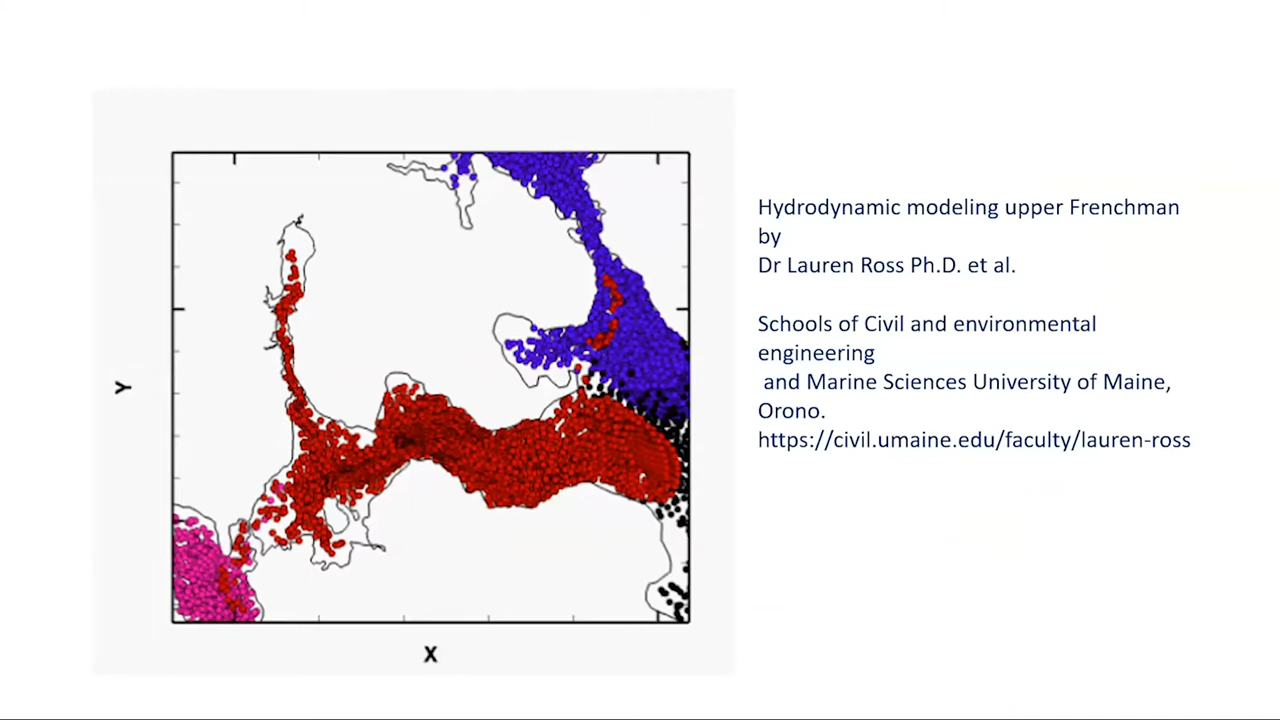 Hydrodynamic modeling upper Frenchman
by
Dr Lauren Ross Ph.D. et al.
Schools of Civil and environmental
engineering
and Marine Sciences University of Maine,
Orono.
https://civil.umaine.edu/faculty/lauren-ross
Y
X